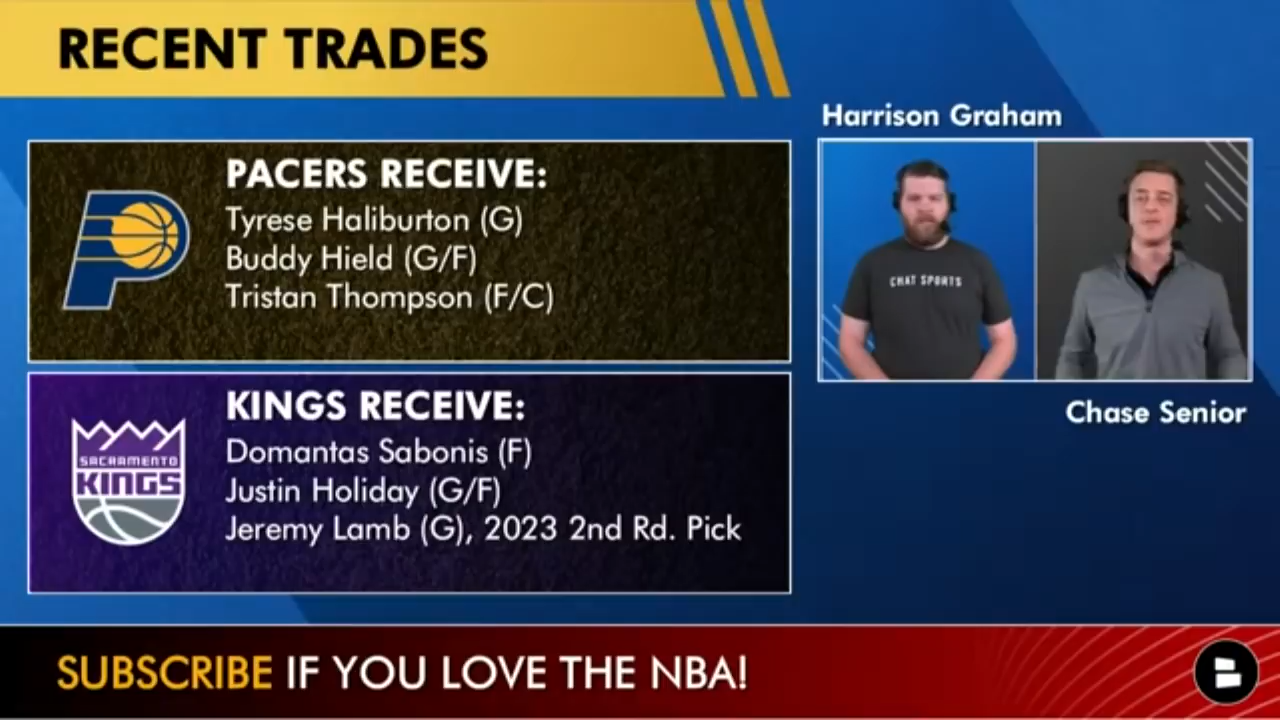 RECENT TRADES
Harrison Graham
PACERS RECEIVE:
Tyrese Haliburton (G)
Buddy Hield (G/F)
Tristan Thompson (F/C)
CHAT SPORTS
Chase Senior
KINGS RECEIVE:
Domantas Sabonis (F)
Justin Holiday (G/F)
Jeremy Lamb (G), 2023 2nd Rd. Pick
SACRAMENTO
KINGS
SUBSCRIBE IF YOU LOVE THE NBA!